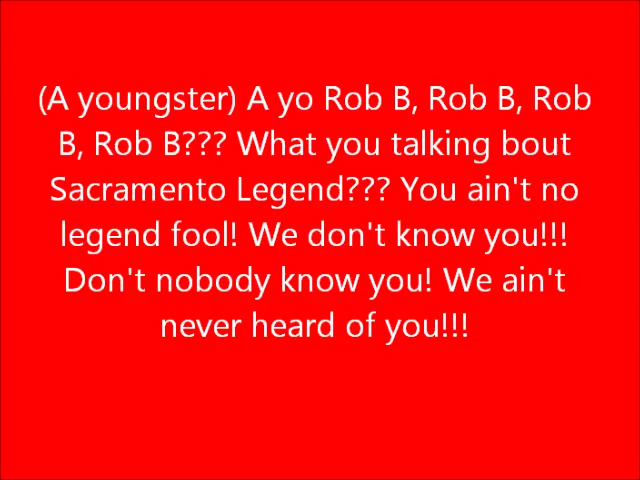 (A youngster) A yo Rob B, Rob B, Rob
B, Rob B??? What you talking bout
Sacramento Legend??? You ain't no
legend fool! We don't know you!!!
Don't nobody know you! We ain't
never heard of you!!!